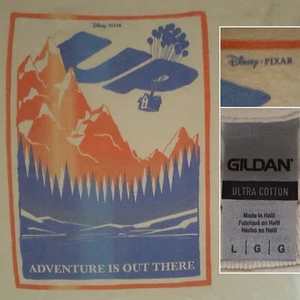 Disney • PIXAR
UP
ADVENTURE IS OUT THERE
Disney • PIXAR
GILDAN
ULTRA COTTON
Made in Haiti
Fabriqué en Haïti
Hecho en Haití
L G G